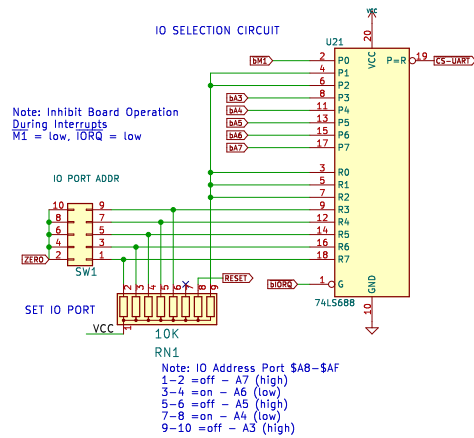 IO SELECTION CIRCUIT
VCC
20
U21
VCC
bM1 2 P0 P=R 19 CS-UART
4 P1
6 P2
bA3 8 P3
bA4 11 P4
bA5 13 P5
bA6 15 P6
bA7 17 P7
Note: Inhibit Board Operation
During Interrupts
M1 = low, IORQ = low
3 R0
5 R1
7 R2
9 R3
12 R4
14 R5
16 R6
18 R7
IO PORT ADDR
10 9
8 7
6 5
4 3
ZERO 2 1
SW1
RESET
bIORQ 1 G
GND
74LS688
10
2 3 4 5 6 7 8 9
SET IO PORT
VCC 1
10K
RN1
Note: IO Address Port $A8-$AF
1-2 =off - A7 (high)
3-4 =on - A6 (low)
5-6 =off - A5 (high)
7-8 =on - A4 (low)
9-10 =off - A3 (high)